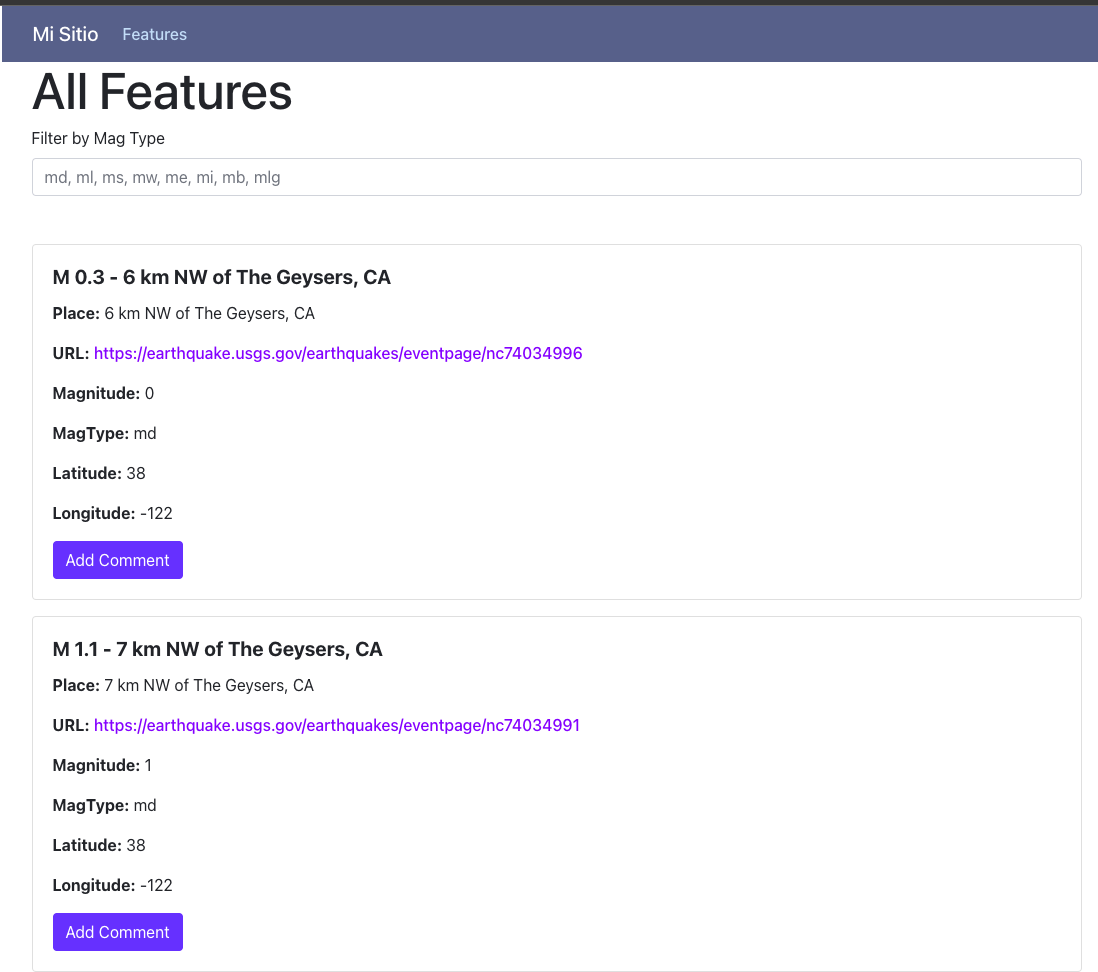 Mi Sitio Features
All Features
Filter by Mag Type
md, ml, ms, mw, me, mi, mb, mlg
M 0.3 - 6 km NW of The Geysers, CA
Place: 6 km NW of The Geysers, CA
URL: https://earthquake.usgs.gov/earthquakes/eventpage/nc74034996
Magnitude: 0
MagType: md
Latitude: 38
Longitude: -122
Add Comment
M 1.1 - 7 km NW of The Geysers, CA
Place: 7 km NW of The Geysers, CA
URL: https://earthquake.usgs.gov/earthquakes/eventpage/nc74034991
Magnitude: 1
MagType: md
Latitude: 38
Longitude: -122
Add Comment